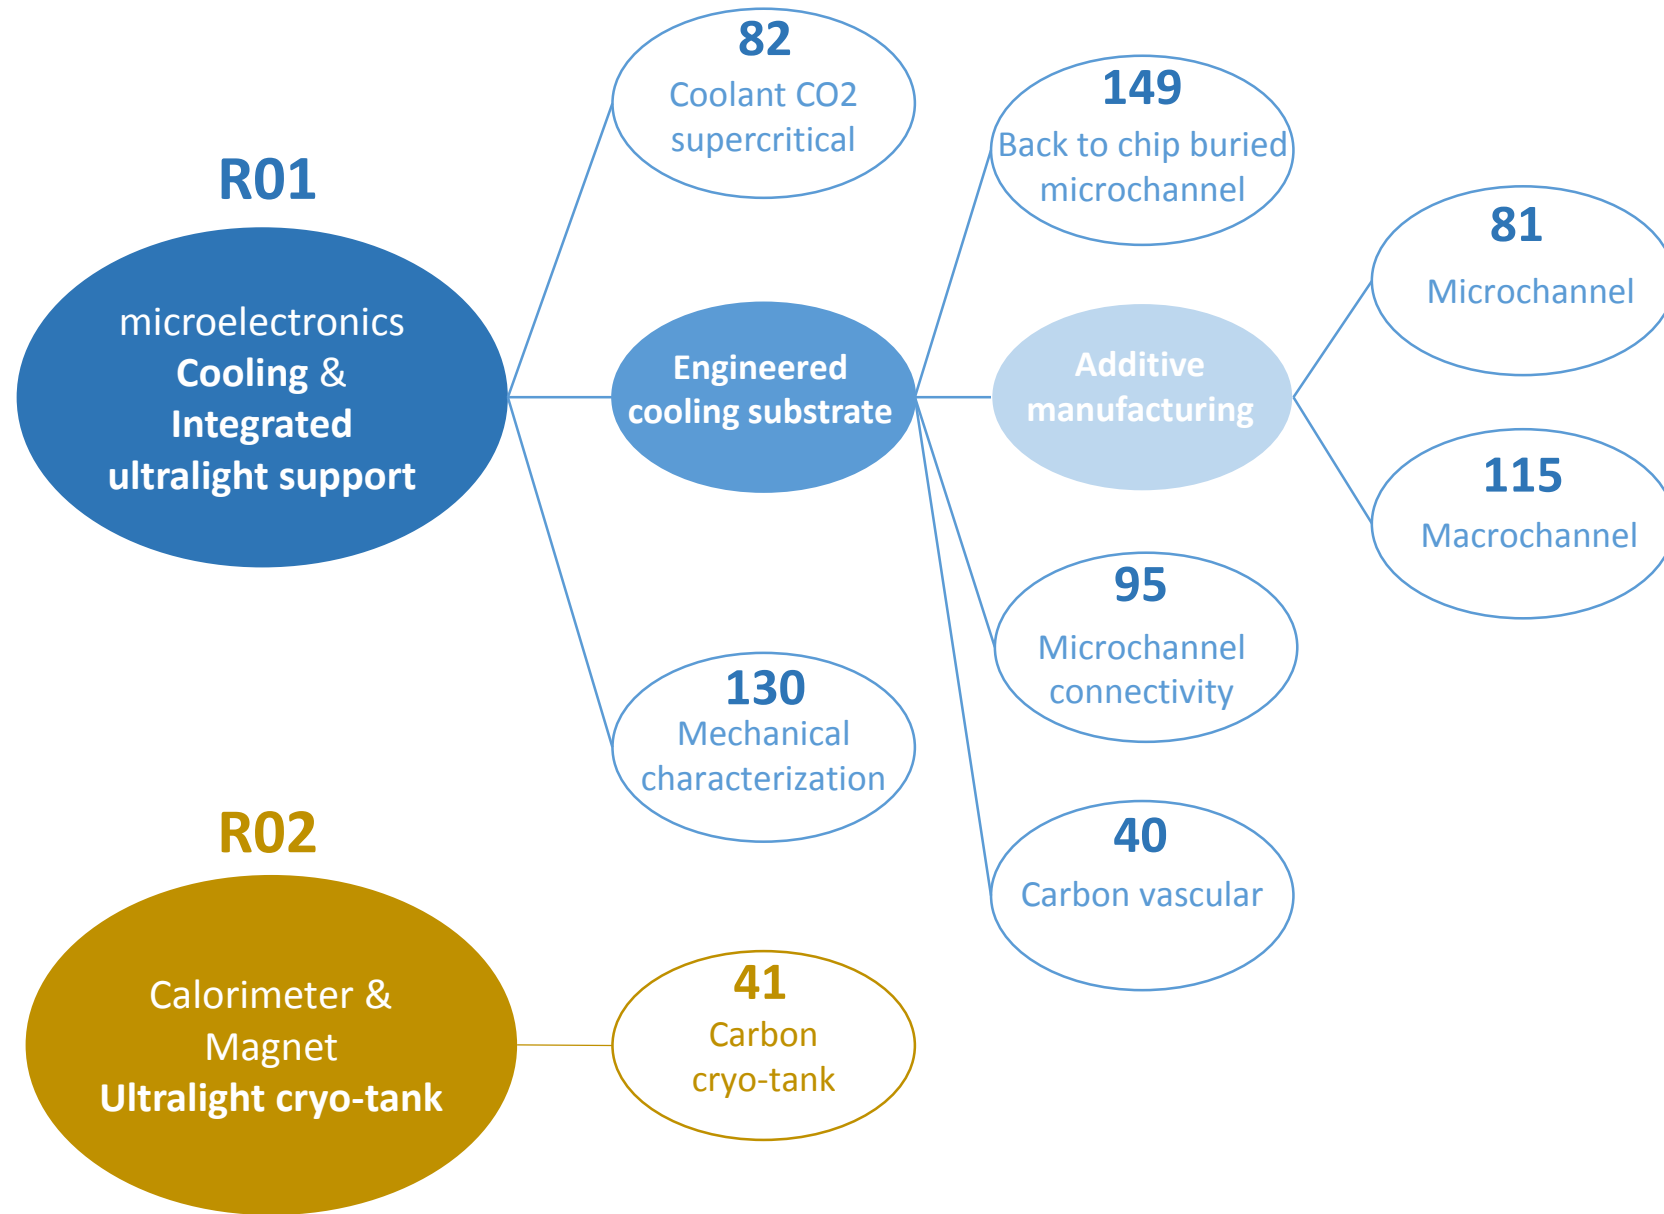 R01
microelectronics
Cooling &
Integrated
ultralight support
82
Coolant CO2
supercritical
Engineered
cooling substrate
130
Mechanical
characterization
149
Back to chip buried
microchannel
Additive
manufacturing
95
Microchannel
connectivity
40
Carbon vascular
81
Microchannel
115
Macrochannel
R02
Calorimeter &
Magnet
Ultralight cryo-tank
41
Carbon
cryo-tank